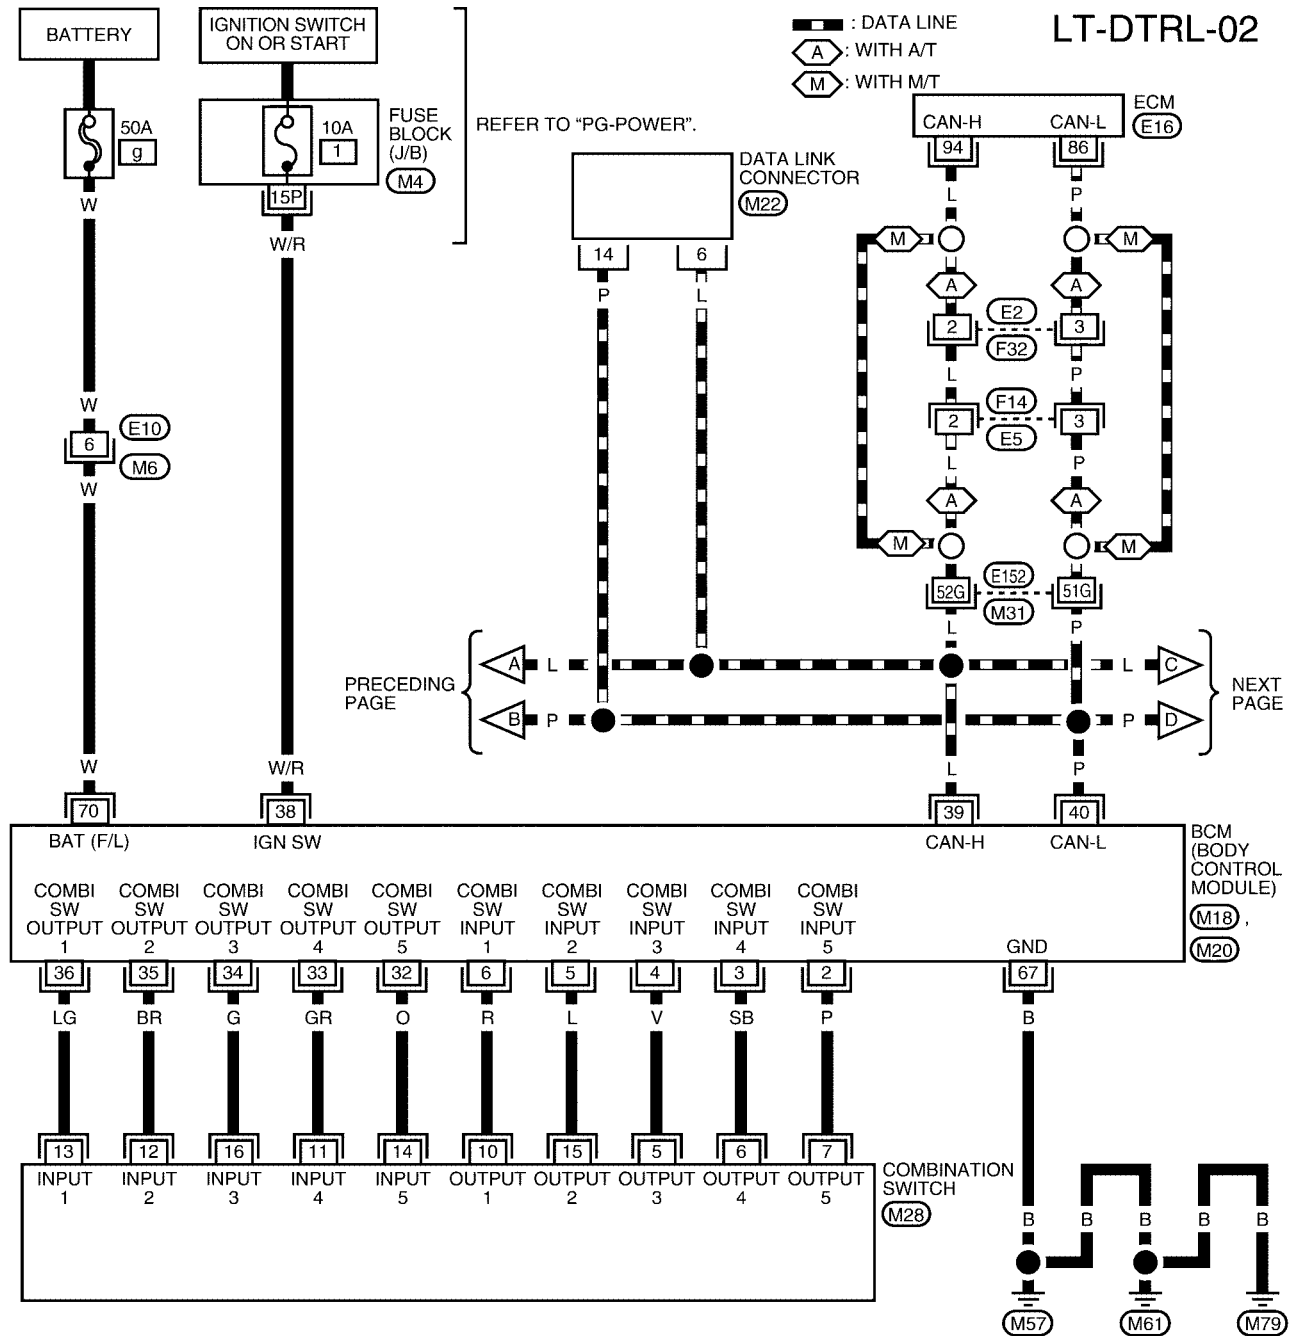 LT-DTRL-02
: DATA LINE
A : WITH A/T
M : WITH M/T
BATTERY
IGNITION SWITCH
ON OR START
50A
g
10A
1
FUSE
BLOCK
(J/B)
M4
REFER TO “PG-POWER”.
15P
W
W/R
DATA LINK
CONNECTOR
M22
14
6
P
L
ECM
E16
CAN-H
CAN-L
94
86
L
P
M
M
A
A
2
E2
F32
3
L
P
2
F14
E5
3
L
P
A
A
M
M
52G
E152
M31
51G
L
P
W
6
E10
M6
W
PRECEDING
PAGE
A
L
L
C
B
P
P
D
NEXT
PAGE
W
W/R
L
P
70
38
39
40
BAT (F/L)
IGN SW
CAN-H
CAN-L
BCM
(BODY
CONTROL
MODULE)
M18 ,
M20
COMBI
SW
OUTPUT
1
COMBI
SW
OUTPUT
2
COMBI
SW
OUTPUT
3
COMBI
SW
OUTPUT
4
COMBI
SW
OUTPUT
5
COMBI
SW
INPUT
1
COMBI
SW
INPUT
2
COMBI
SW
INPUT
3
COMBI
SW
INPUT
4
COMBI
SW
INPUT
5
GND
36
35
34
33
32
6
5
4
3
2
67
LG
BR
G
GR
O
R
L
V
SB
P
B
13
12
16
11
14
10
15
5
6
7
INPUT
1
INPUT
2
INPUT
3
INPUT
4
INPUT
5
OUTPUT
1
OUTPUT
2
OUTPUT
3
OUTPUT
4
OUTPUT
5
COMBINATION
SWITCH
M28
B
B
B
B
B
M57
M61
M79